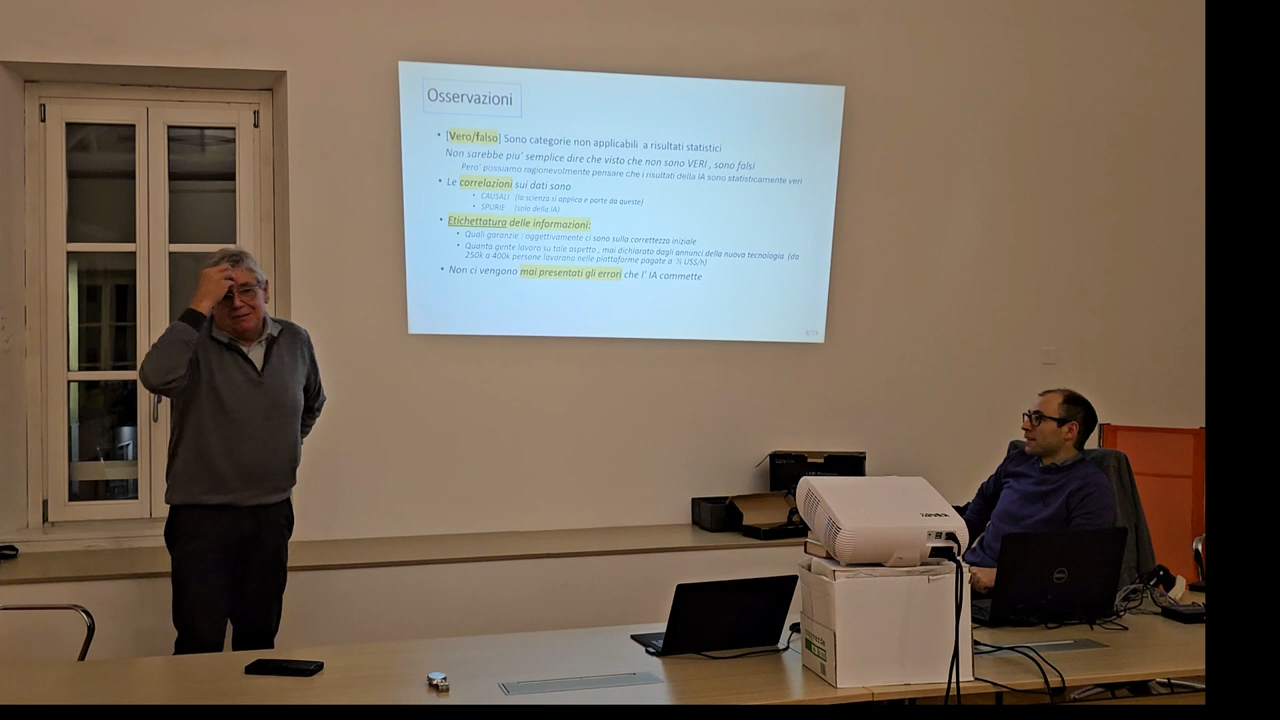 Osservazioni
• [Vero/falso] Sono categorie non applicabili a risultati statistici
Non sarebbe piu' semplice dire che visto che non sono VERI , sono falsi
Pero' possiamo ragionevolmente pensare che i risultati della IA sono statisticamente veri
• Le correlazioni sui dati sono
• CAUSALI (la scienza si applica e parte da queste)
• SPURIE (solo della IA)
• Etichettatura delle informazioni:
• Quali garanzie : oggettivamente ci sono sulla correttezza iniziale
• Quanta gente lavora su tale aspetto , mai dichiarato dagli annunci della nuova tecnologia (da
250k a 400k persone lavorano nelle piattaforme pagate a ½ US$/h)
• Non ci vengono mai presentati gli errori che l' IA commette
DELL